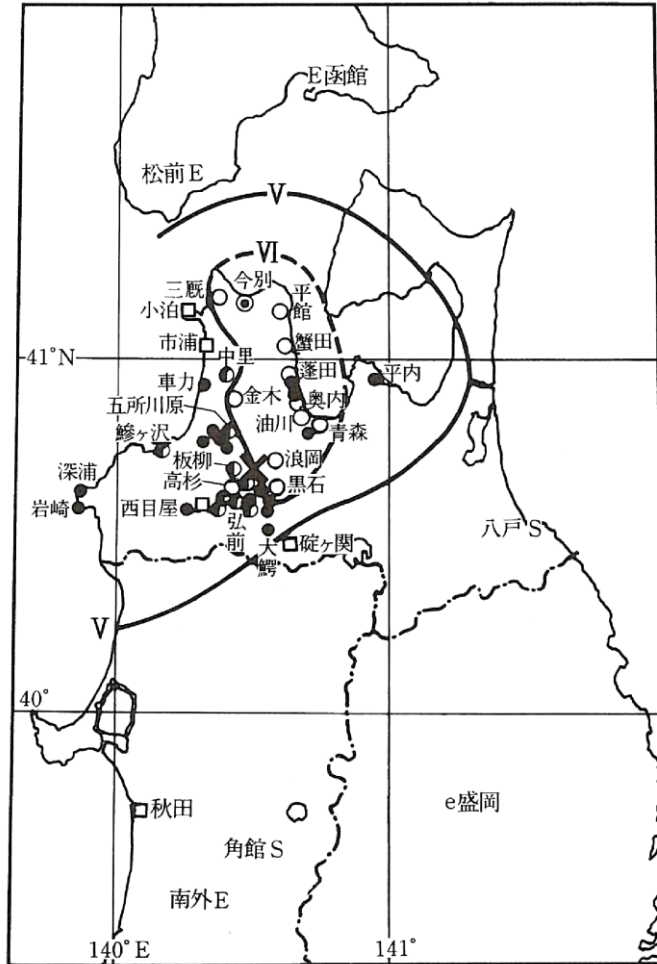 E函館
松前E
V
VI
今別
三厩
平館
小泊
市浦
蟹田
41°N
中里
蓬田
平内
車力
金木
奥内
五所川原
油川
青森
鰺ヶ沢
板柳
浪岡
深浦
高杉
黒石
岩崎
西目屋
弘前
大鰐
碇ヶ関
八戸S
V
40°
秋田
e盛岡
角館S
南外E
140°E
141°